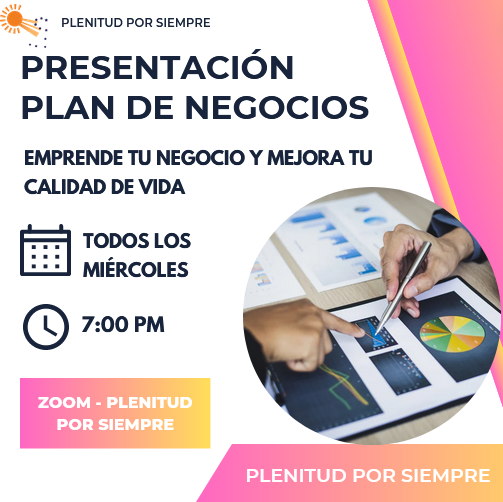 PLENITUD POR SIEMPRE
PRESENTACIÓN
PLAN DE NEGOCIOS
EMPRENDE TU NEGOCIO Y MEJORA TU
CALIDAD DE VIDA
TODOS LOS
MIÉRCOLES
7:00 PM
ZOOM - PLENITUD
POR SIEMPRE
PLENITUD POR SIEMPRE